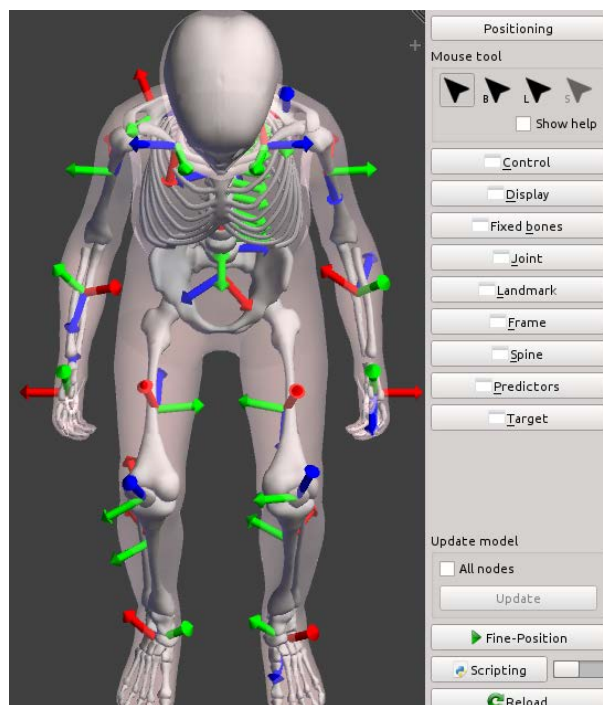 Positioning
Mouse tool
B
L
S
Show help
Control
Display
Fixed bones
Joint
Landmark
Frame
Spine
Predictors
Target
Update model
All nodes
Update
Fine-Position
Scripting
Reload